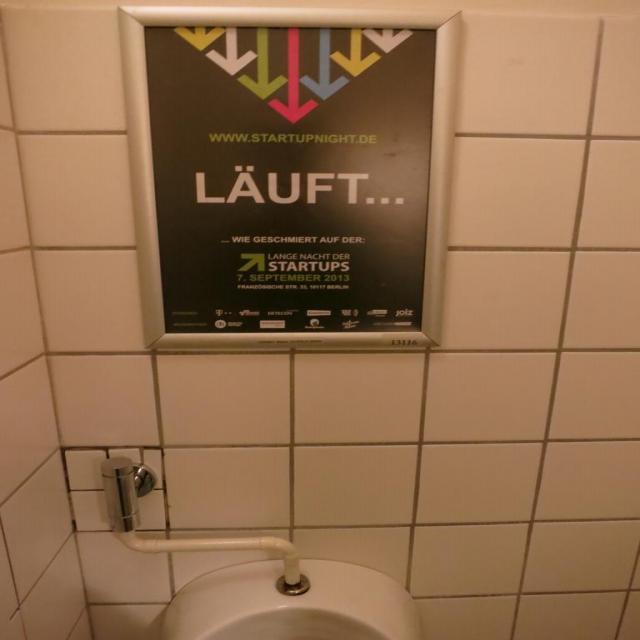 WWW.STARTUPNIGHT.DE
LÄUFT...
... WIE GESCHMIERT AUF DER:
LANGE NACHT DER
STARTUPS
7. SEPTEMBER 2013
FRANZÖSISCHE STR. 33, 10117 BERLIN
joiz
13116